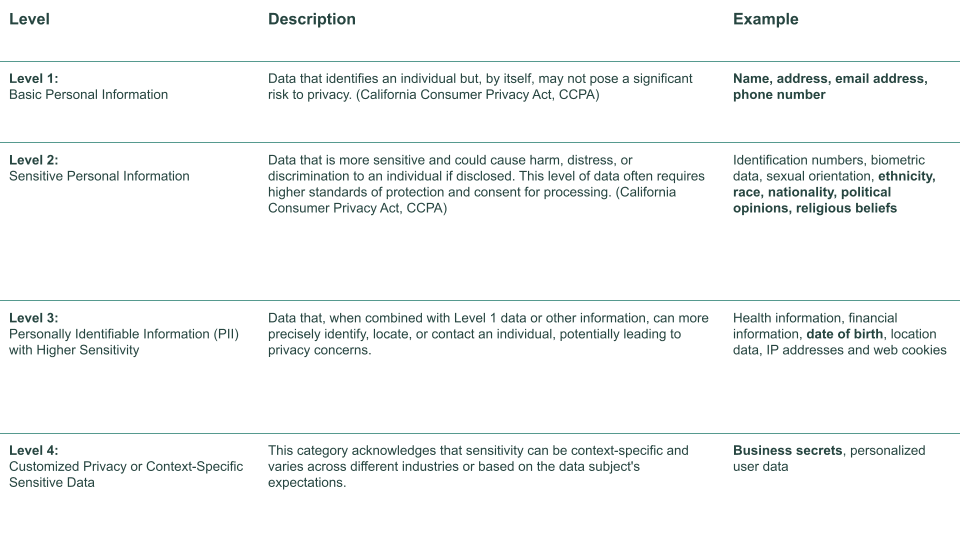 Level
Description
Example
Level 1:
Basic Personal Information
Data that identifies an individual but, by itself, may not pose a significant
risk to privacy. (California Consumer Privacy Act, CCPA)
Name, address, email address,
phone number
Level 2:
Sensitive Personal Information
Data that is more sensitive and could cause harm, distress, or
discrimination to an individual if disclosed. This level of data often requires
higher standards of protection and consent for processing. (California
Consumer Privacy Act, CCPA)
Identification numbers, biometric
data, sexual orientation, ethnicity,
race, nationality, political
opinions, religious beliefs
Level 3:
Personally Identifiable Information (PII)
with Higher Sensitivity
Data that, when combined with Level 1 data or other information, can more
precisely identify, locate, or contact an individual, potentially leading to
privacy concerns.
Health information, financial
information, date of birth, location
data, IP addresses and web cookies
Level 4:
Customized Privacy or Context-Specific
Sensitive Data
This category acknowledges that sensitivity can be context-specific and
varies across different industries or based on the data subject's
expectations.
Business secrets, personalized
user data